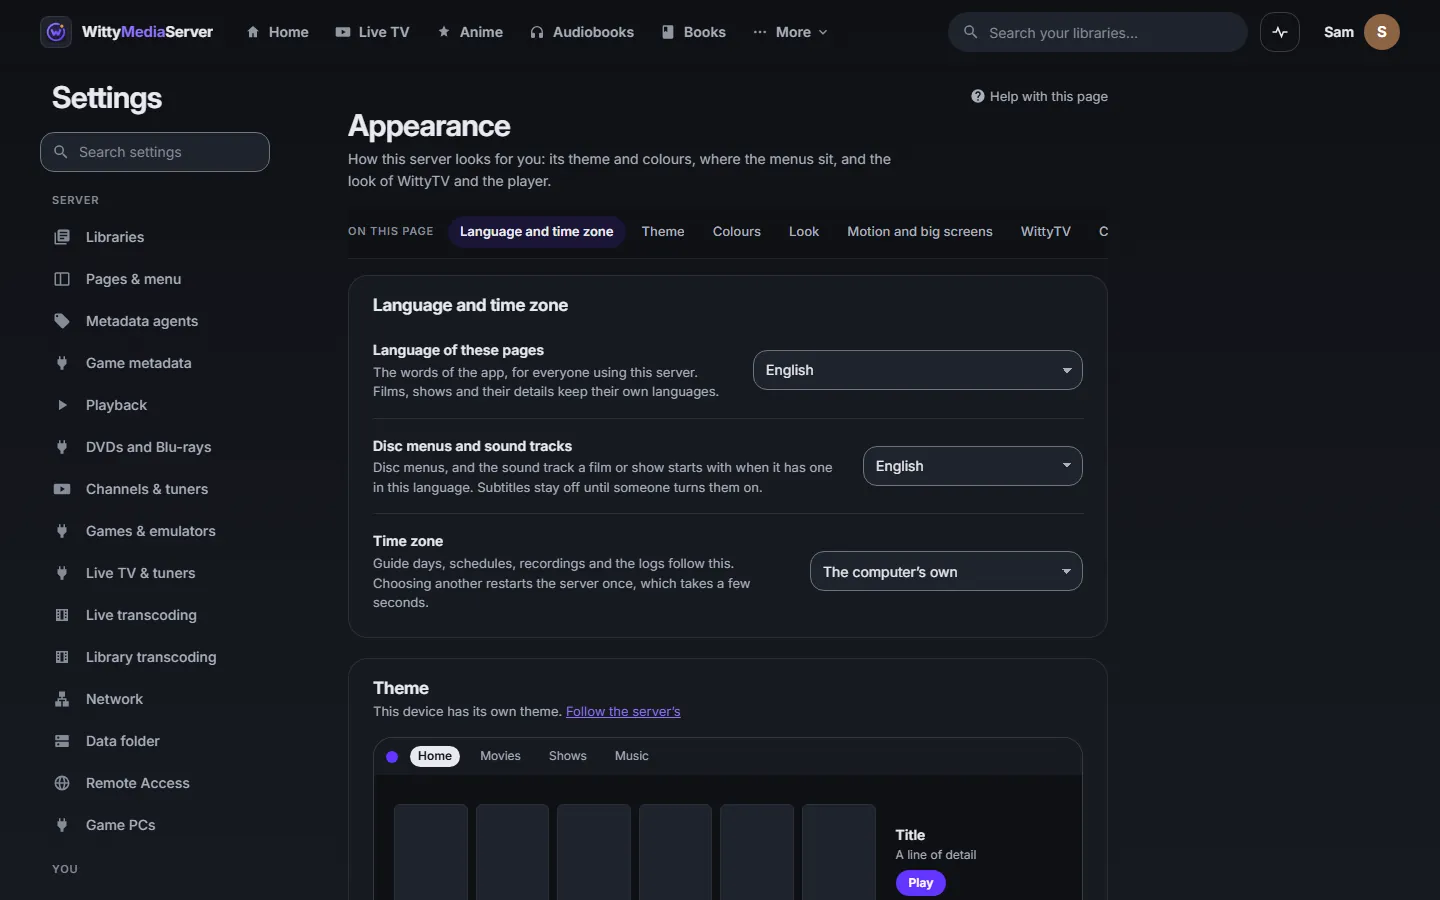 WittyMediaServer
Home
Live TV
Anime
Audiobooks
Books
More
Search your libraries...
Sam
S
Settings
Search settings
SERVER
Libraries
Pages & menu
Metadata agents
Game metadata
Playback
DVDs and Blu-rays
Channels & tuners
Games & emulators
Live TV & tuners
Live transcoding
Library transcoding
Network
Data folder
Remote Access
Game PCs
YOU
Help with this page
Appearance
How this server looks for you: its theme and colours, where the menus sit, and the
look of WittyTV and the player.
ON THIS PAGE
Language and time zone
Theme
Colours
Look
Motion and big screens
WittyTV
C
Language and time zone
Language of these pages
The words of the app, for everyone using this server.
Films, shows and their details keep their own languages.
English
Disc menus and sound tracks
Disc menus, and the sound track a film or show starts with when it has one
in this language. Subtitles stay off until someone turns them on.
English
Time zone
Guide days, schedules, recordings and the logs follow this.
Choosing another restarts the server once, which takes a few
seconds.
The computer’s own
Theme
This device has its own theme. Follow the server’s
Home
Movies
Shows
Music
Title
A line of detail
Play